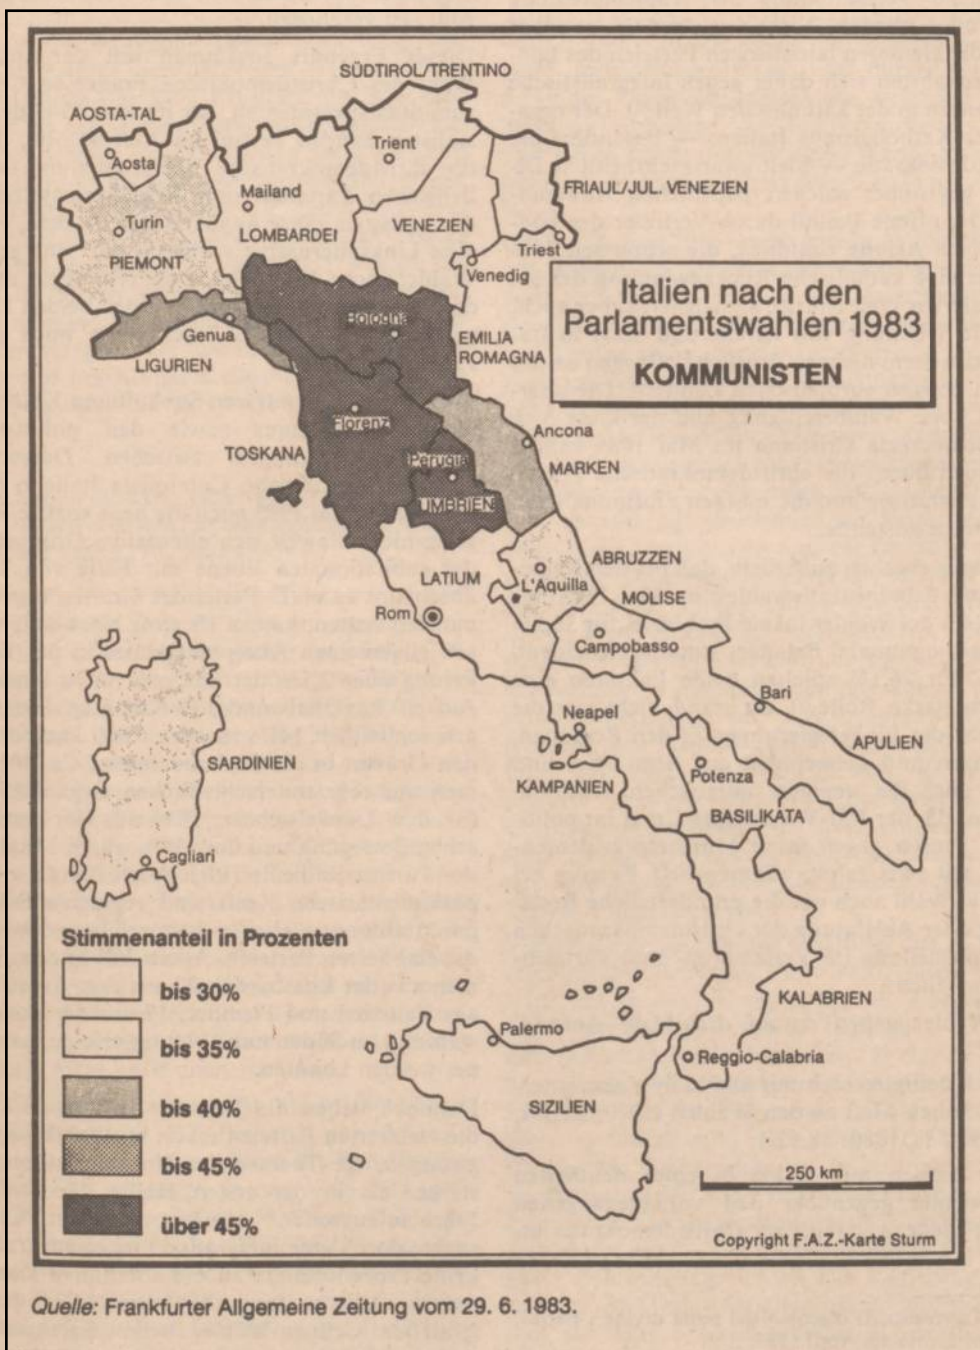 SÜDTIROL/TRENTINO
AOSTA-TAL
Aosta
Trient
Mailand
FRIAUL/JUL. VENEZIEN
Turin
LOMBARDEI
VENEZIEN
Triest
PIEMONT
Venedig
Italien nach den
Parlamentswahlen 1983
KOMMUNISTEN
Bologna
Genua
EMILIA
ROMAGNA
LIGURIEN
Florenz
Ancona
TOSKANA
Perugia
MARKEN
UMBRIEN
ABRUZZEN
LATIUM
L'Aquilla
MOLISE
Rom
Campobasso
Bari
Neapel
APULIEN
SARDINIEN
Potenza
KAMPANIEN
BASILIKATA
Cagliari
Stimmenanteil in Prozenten
bis 30%
bis 35%
bis 40%
bis 45%
über 45%
KALABRIEN
Palermo
Reggio-Calabria
SIZILIEN
250 km
Copyright F.A.Z.-Karte Sturm
Quelle: Frankfurter Allgemeine Zeitung vom 29. 6. 1983.